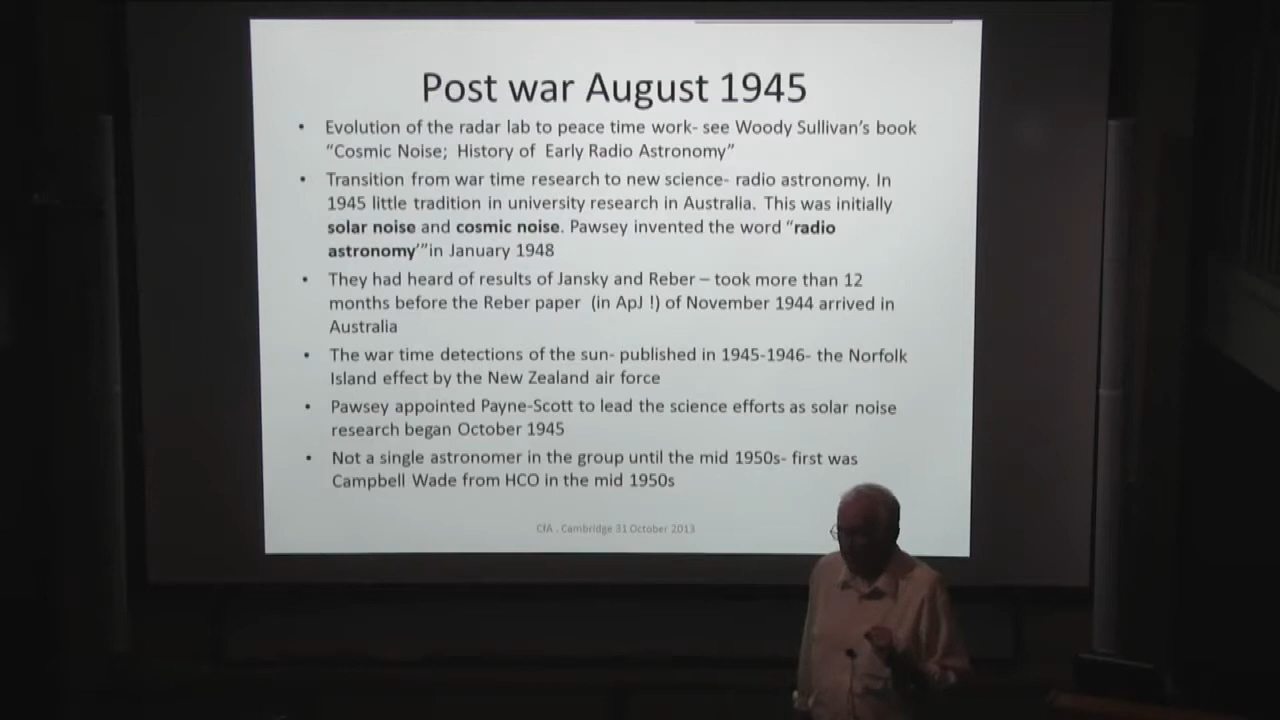 Post war August 1945
• Evolution of the radar lab to peace time work- see Woody Sullivan's book
"Cosmic Noise; History of Early Radio Astronomy"
• Transition from war time research to new science- radio astronomy. In
1945 little tradition in university research in Australia. This was initially
solar noise and cosmic noise. Pawsey invented the word "radio
astronomy'"in January 1948
• They had heard of results of Jansky and Reber – took more than 12
months before the Reber paper (in ApJ !) of November 1944 arrived in
Australia
• The war time detections of the sun- published in 1945-1946- the Norfolk
Island effect by the New Zealand air force
• Pawsey appointed Payne-Scott to lead the science efforts as solar noise
research began October 1945
• Not a single astronomer in the group until the mid 1950s- first was
Campbell Wade from HCO in the mid 1950s
CfA . Cambridge 31 October 2013